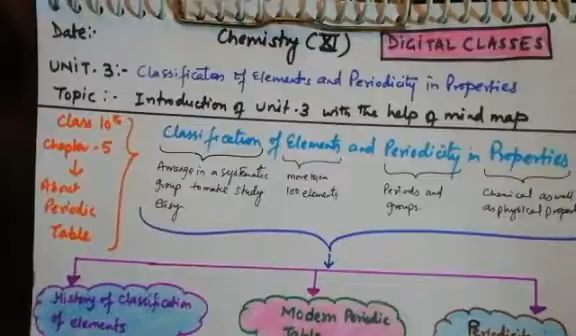 Date:-
Chemistry (XI)
DIGITAL CLASSES
UNIT.3:- Classification of Elements and Periodicity in Properties
Topic:- Introduction of unit.3 with the help of mind map
Class 10th
Chapter-5
↓
About
Periodic
Table
Classification of Elements and Periodicity in Properties
Arrange in a systematic
group to make study
easy
more than
100 elements
Periods and
groups.
Chemical as well
as physical propert
History of classification
of elements
Modern Periodic
Table
Periodicity